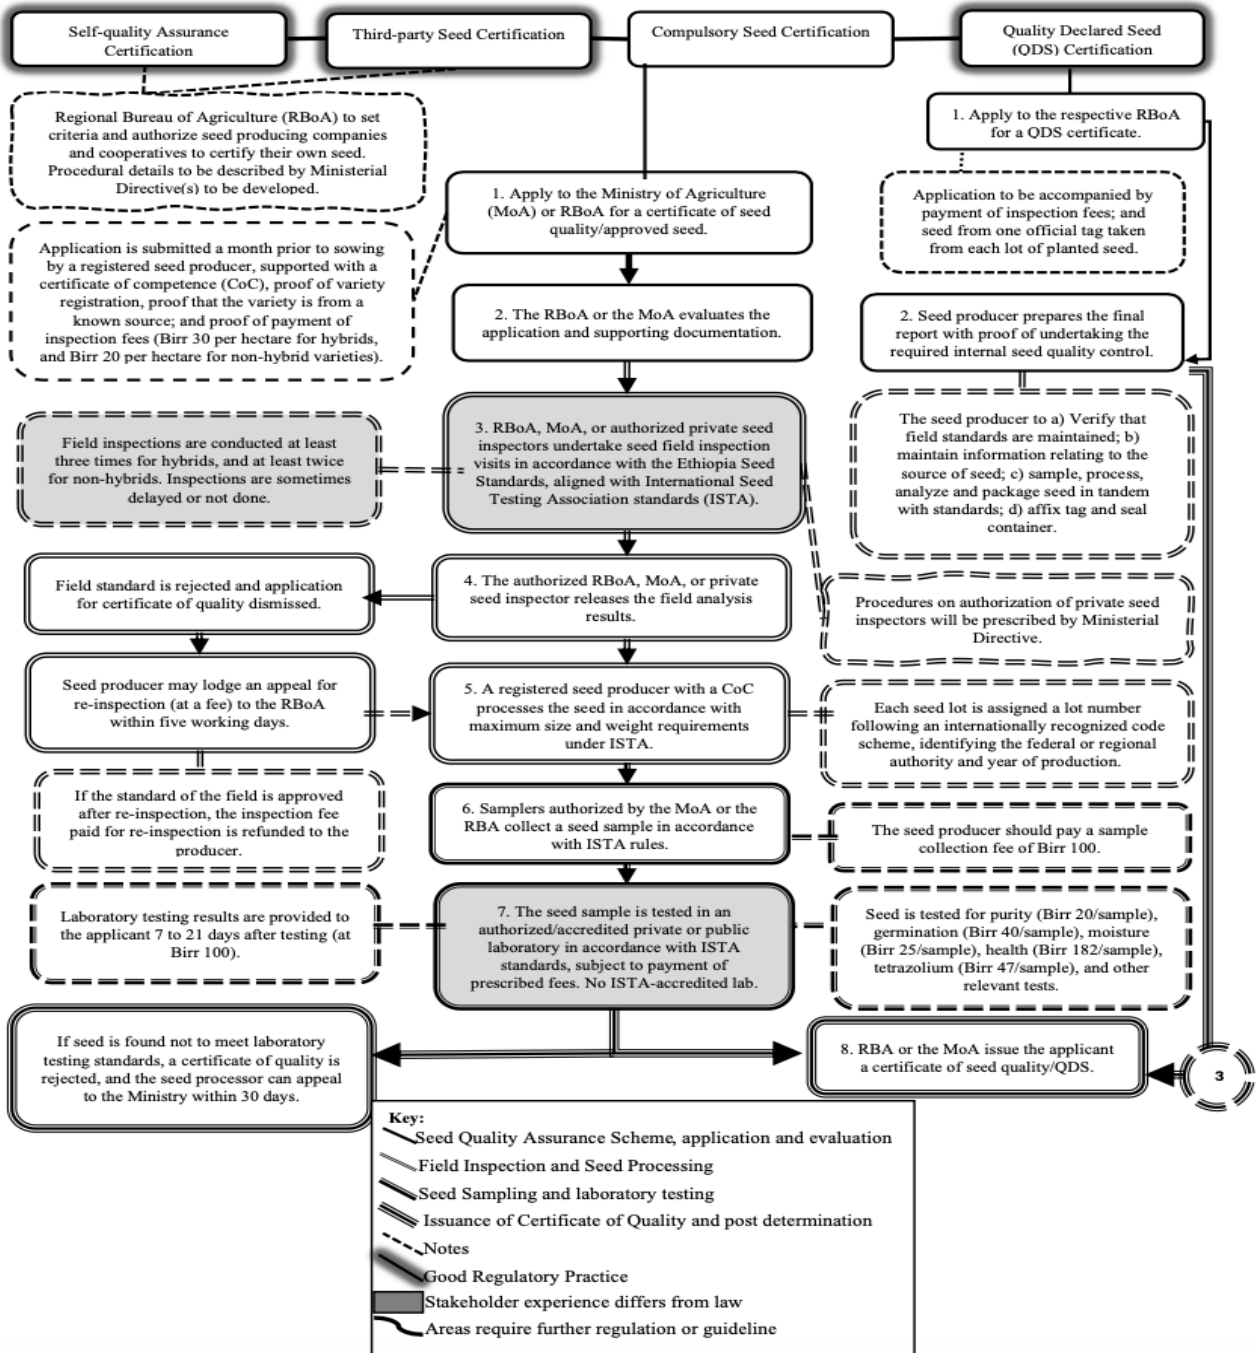 Self-quality Assurance
Certification
Third-party Seed Certification
Compulsory Seed Certification
Quality Declared Seed
(QDS) Certification
Regional Bureau of Agriculture (RBoA) to set
criteria and authorize seed producing companies
and cooperatives to certify their own seed.
Procedural details to be described by Ministerial
Directive(s) to be developed.
1. Apply to the respective RBoA
for a QDS certificate.
1. Apply to the Ministry of Agriculture
(MoA) or RBoA for a certificate of seed
quality/approved seed.
Application to be accompanied by
payment of inspection fees; and
seed from one official tag taken
from each lot of planted seed.
Application is submitted a month prior to sowing
by a registered seed producer, supported with a
certificate of competence (CoC), proof of variety
registration, proof that the variety is from a
known source; and proof of payment of
inspection fees (Birr 30 per hectare for hybrids,
and Birr 20 per hectare for non-hybrid varieties).
2. The RBoA or the MoA evaluates the
application and supporting documentation.
2. Seed producer prepares the final
report with proof of undertaking the
required internal seed quality control.
Field inspections are conducted at least
three times for hybrids, and at least twice
for non-hybrids. Inspections are sometimes
delayed or not done.
3. RBoA, MoA, or authorized private seed
inspectors undertake seed field inspection
visits in accordance with the Ethiopia Seed
Standards, aligned with International Seed
Testing Association standards (ISTA).
The seed producer to a) Verify that
field standards are maintained; b)
maintain information relating to the
source of seed; c) sample, process,
analyze and package seed in tandem
with standards; d) affix tag and seal
container.
Field standard is rejected and application
for certificate of quality dismissed.
4. The authorized RBoA, MoA, or private
seed inspector releases the field analysis
results.
Procedures on authorization of private seed
inspectors will be prescribed by Ministerial
Directive.
Seed producer may lodge an appeal for
re-inspection (at a fee) to the RBoA
within five working days.
5. A registered seed producer with a CoC
processes the seed in accordance with
maximum size and weight requirements
under ISTA.
Each seed lot is assigned a lot number
following an internationally recognized code
scheme, identifying the federal or regional
authority and year of production.
If the standard of the field is approved
after re-inspection, the inspection fee
paid for re-inspection is refunded to the
producer.
6. Samplers authorized by the MoA or the
RBA collect a seed sample in accordance
with ISTA rules.
The seed producer should pay a sample
collection fee of Birr 100.
Laboratory testing results are provided to
the applicant 7 to 21 days after testing (at
Birr 100).
7. The seed sample is tested in an
authorized/accredited private or public
laboratory in accordance with ISTA
standards, subject to payment of
prescribed fees. No ISTA-accredited lab.
Seed is tested for purity (Birr 20/sample),
germination (Birr 40/sample), moisture
(Birr 25/sample), health (Birr 182/sample),
tetrazolium (Birr 47/sample), and other
relevant tests.
If seed is found not to meet laboratory
testing standards, a certificate of quality is
rejected, and the seed processor can appeal
to the Ministry within 30 days.
8. RBA or the MoA issue the applicant
a certificate of seed quality/QDS.
3
Key:
Seed Quality Assurance Scheme, application and evaluation
Field Inspection and Seed Processing
Seed Sampling and laboratory testing
Issuance of Certificate of Quality and post determination
Notes
Good Regulatory Practice
Stakeholder experience differs from law
Areas require further regulation or guideline